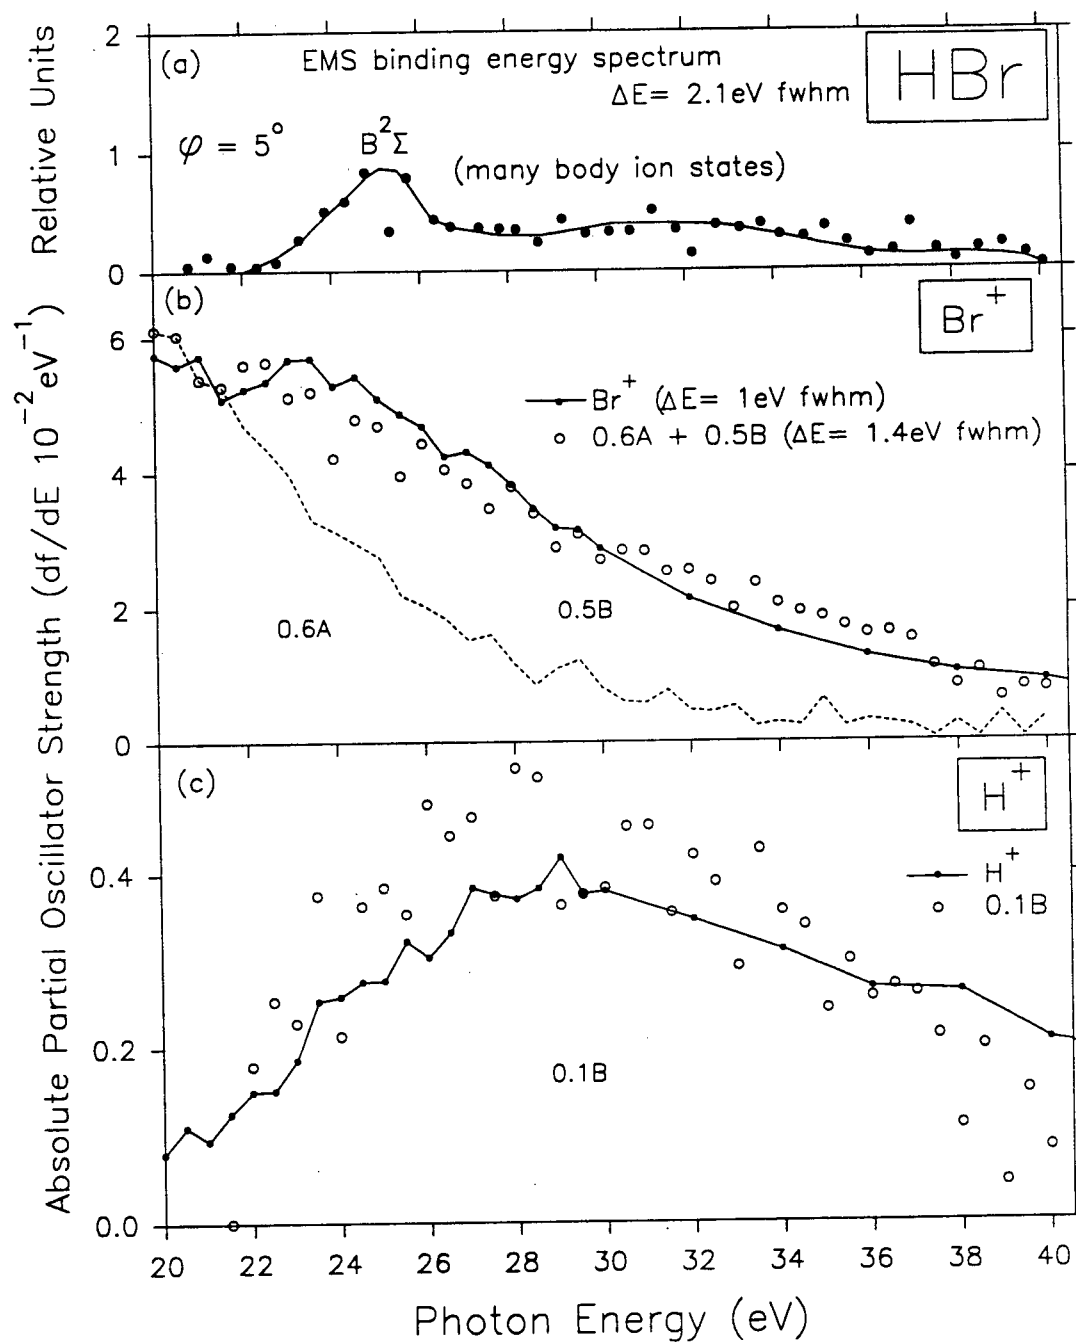 2
(a)
EMS binding energy spectrum
ΔE= 2.1eV fwhm
HBr
φ = 5°
B²Σ
(many body ion states)
1
0
Relative Units
(b)
Br⁺
6
Br⁺ (ΔE= 1eV fwhm)
0.6A + 0.5B (ΔE= 1.4eV fwhm)
4
2
0.6A
0.5B
0
Absolute Partial Oscillator Strength (df/dE 10⁻²eV⁻¹)
(c)
H⁺
0.4
H⁺
0.1B
0.2
0.1B
0.0
20 22 24 26 28 30 32 34 36 38 40
Photon Energy (eV)